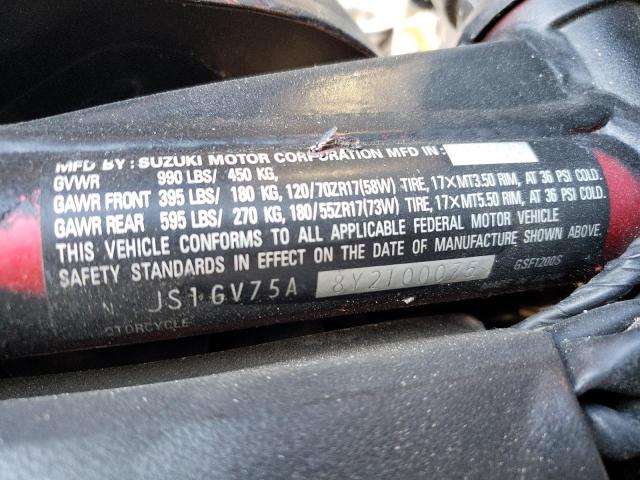 MFD BY: SUZUKI MOTOR CORPORATION MFD IN:
GVWR 990 LBS/ 450 KG,
GAWR FRONT 395 LBS/ 180 KG, 120/70ZR17(58W) TIRE, 17×MT3.50 RIM, AT 36 PSI COLD.
GAWR REAR 595 LBS/ 270 KG, 180/55ZR17(73W) TIRE, 17×MT5.50 RIM, AT 36 PSI COLD.
THIS VEHICLE CONFORMS TO ALL APPLICABLE FEDERAL MOTOR VEHICLE
SAFETY STANDARDS IN EFFECT ON THE DATE OF MANUFACTURE SHOWN ABOVE.
N JS1GV75A 8Y2100075 GSF1200S
OTORCYCLE